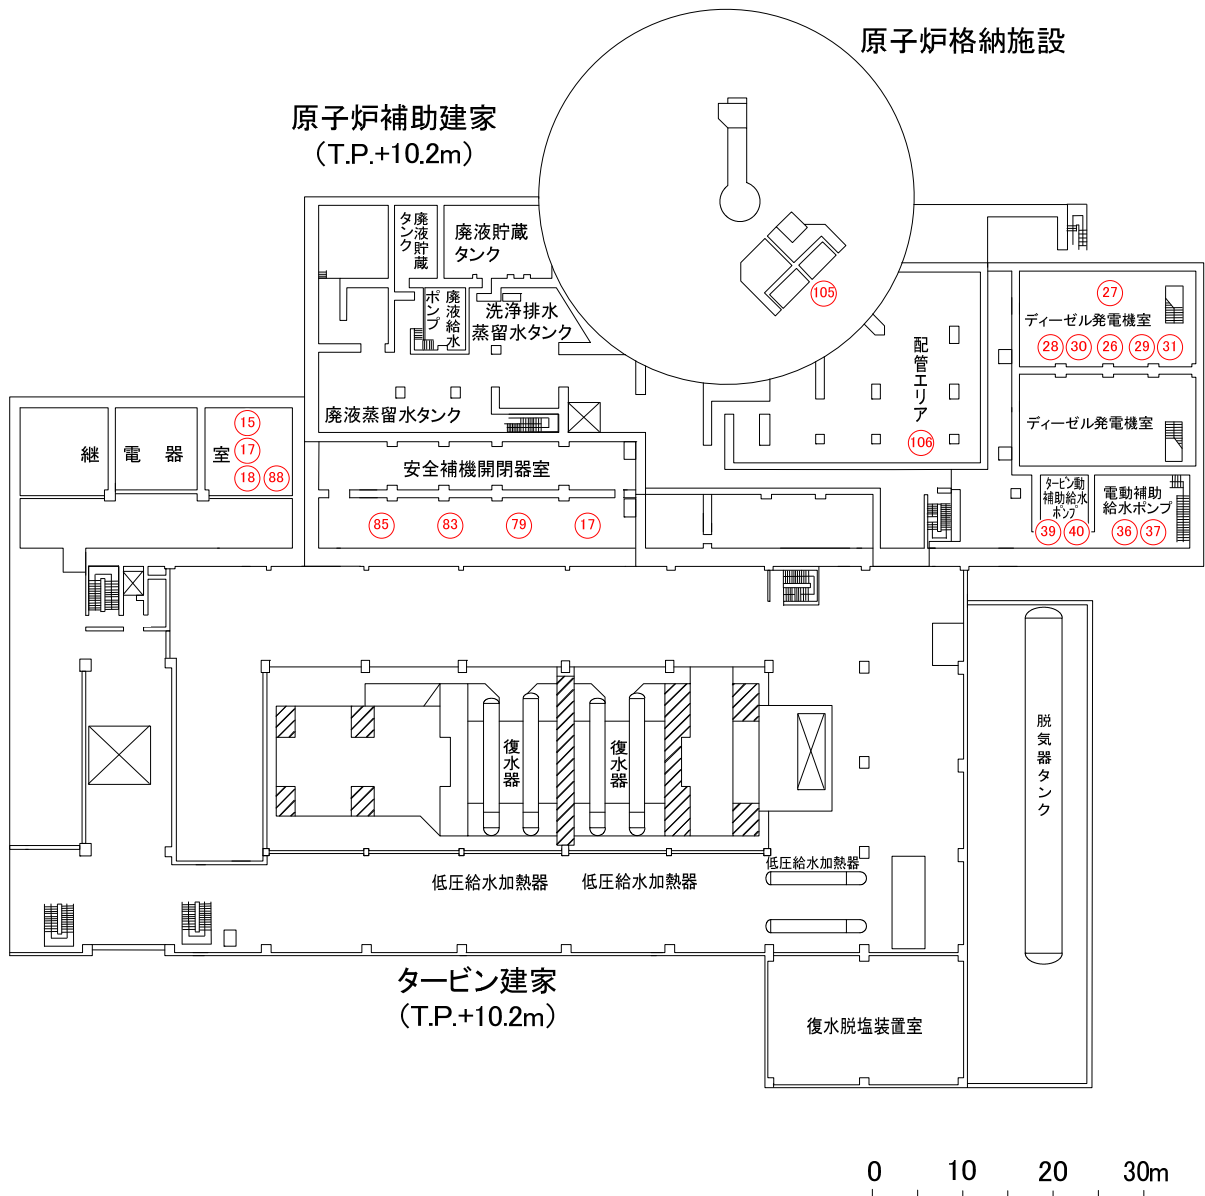 原子炉格納施設
原子炉補助建家
(T.P.+10.2m)
廃液貯蔵
タンク
廃液貯蔵
タンク
廃液給水
ポンプ
洗浄排水
蒸留水タンク
廃液蒸留水タンク
105
配管エリア
106
27
ディーゼル発電機室
28 30 26 29 31
ディーゼル発電機室
継電器室
15
17
18 88
安全補機開閉器室
85 83 79 17
タービン動
補助給水
ポンプ
39 40
電動補助
給水ポンプ
36 37
復水器
復水器
脱気器タンク
低圧給水加熱器
低圧給水加熱器
低圧給水加熱器
タービン建家
(T.P.+10.2m)
復水脱塩装置室
0 10 20 30m